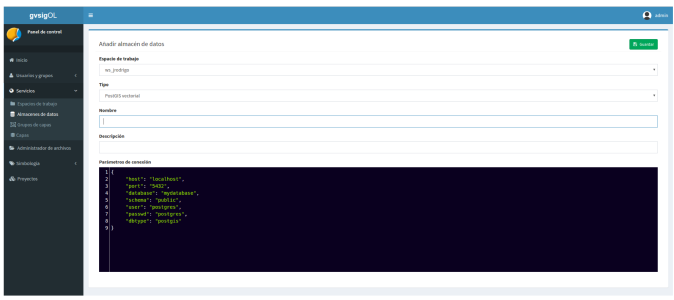 gvsigOL
admin
Panel de control
Inicio
Usuarios y grupos
Servicios
Espacios de trabajo
Almacenes de datos
Grupos de capas
Capas
Administrador de archivos
Simbología
Proyectos
Añadir almacén de datos
Guardar
Espacio de trabajo
ws_jrodrigo
Tipo
PostGIS vectorial
Nombre
Descripción
Parámetros de conexión
1 {
2 "host": "localhost",
3 "port": "5432",
4 "database": "mydatabase",
5 "schema": "public",
6 "user": "postgres",
7 "passwd": "postgres",
8 "dbtype": "postgis"
9 }